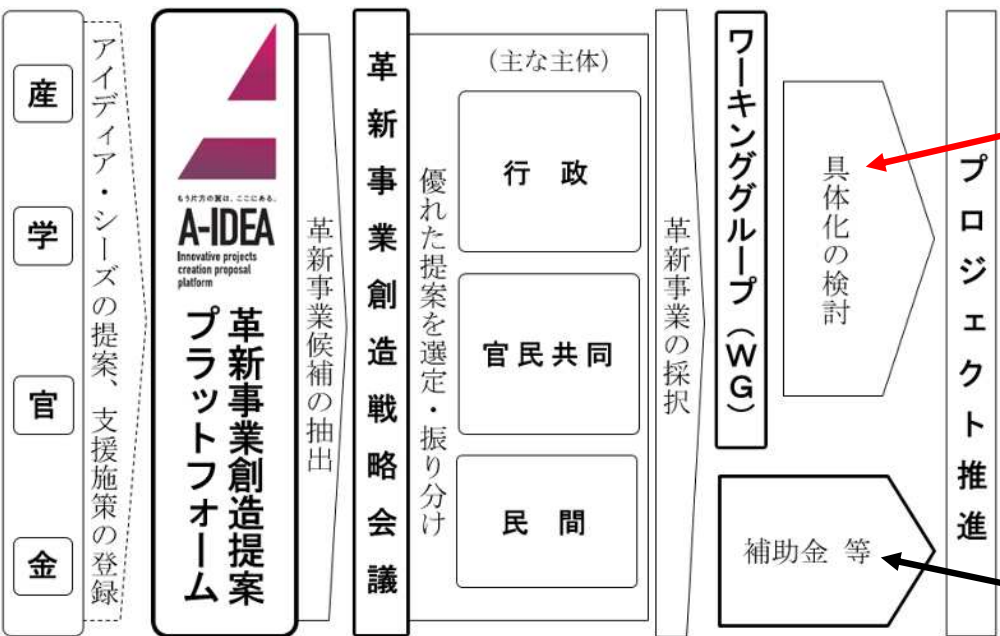 産
学
官
金
アイディア・シーズの提案、支援施策の登録
もう片方の翼は、ここにある。
A-IDEA
Innovative projects
creation proposal
platform
革新事業創造提案
プラットフォーム
革新事業候補の抽出
革新事業創造戦略会議
優れた提案を選定・振り分け
(主な主体)
行政
官民共同
民間
革新事業の採択
ワーキンググループ(WG)
具体化の検討
補助金 等
プロジェクト推進